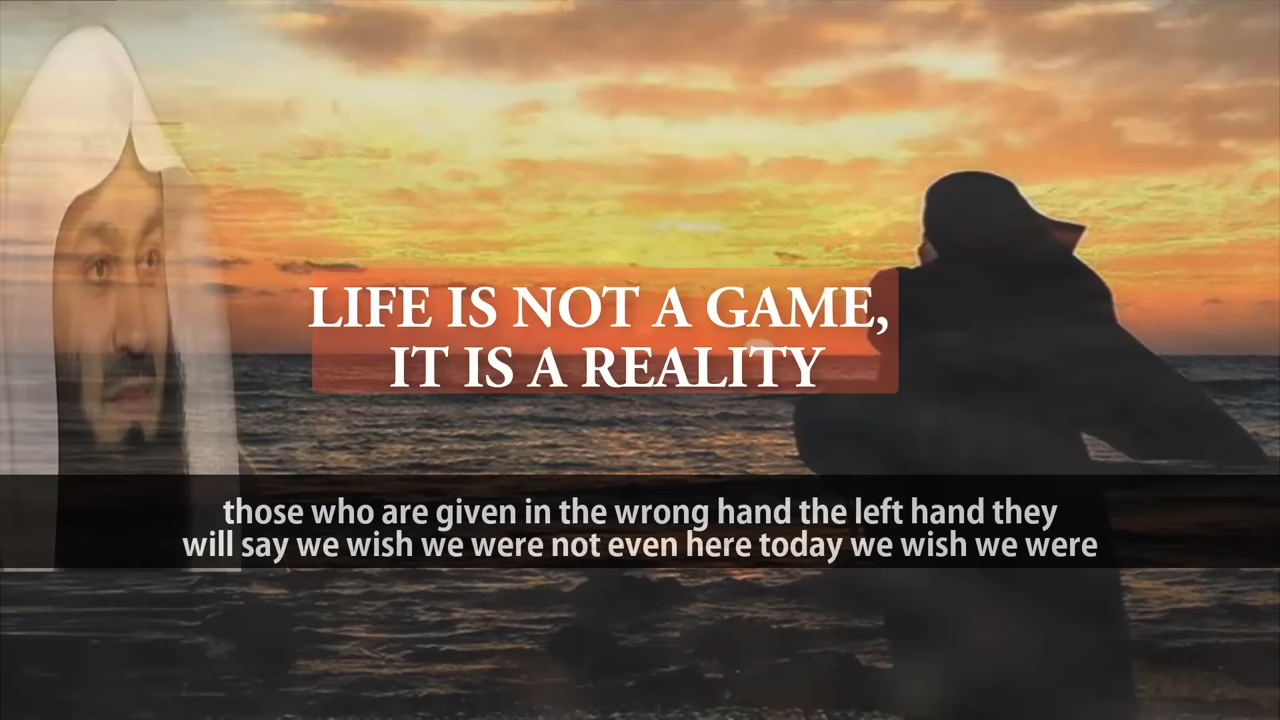 LIFE IS NOT A GAME,
IT IS A REALITY
those who are given in the wrong hand the left hand they
will say we wish we were not even here today we wish we were